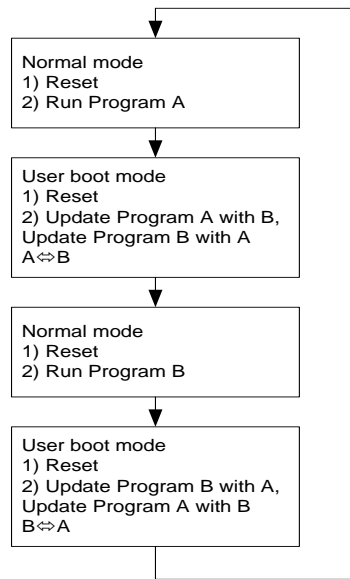 Normal mode
1) Reset
2) Run Program A
User boot mode
1) Reset
2) Update Program A with B,
Update Program B with A
A⇔B
Normal mode
1) Reset
2) Run Program B
User boot mode
1) Reset
2) Update Program B with A,
Update Program A with B
B⇔A